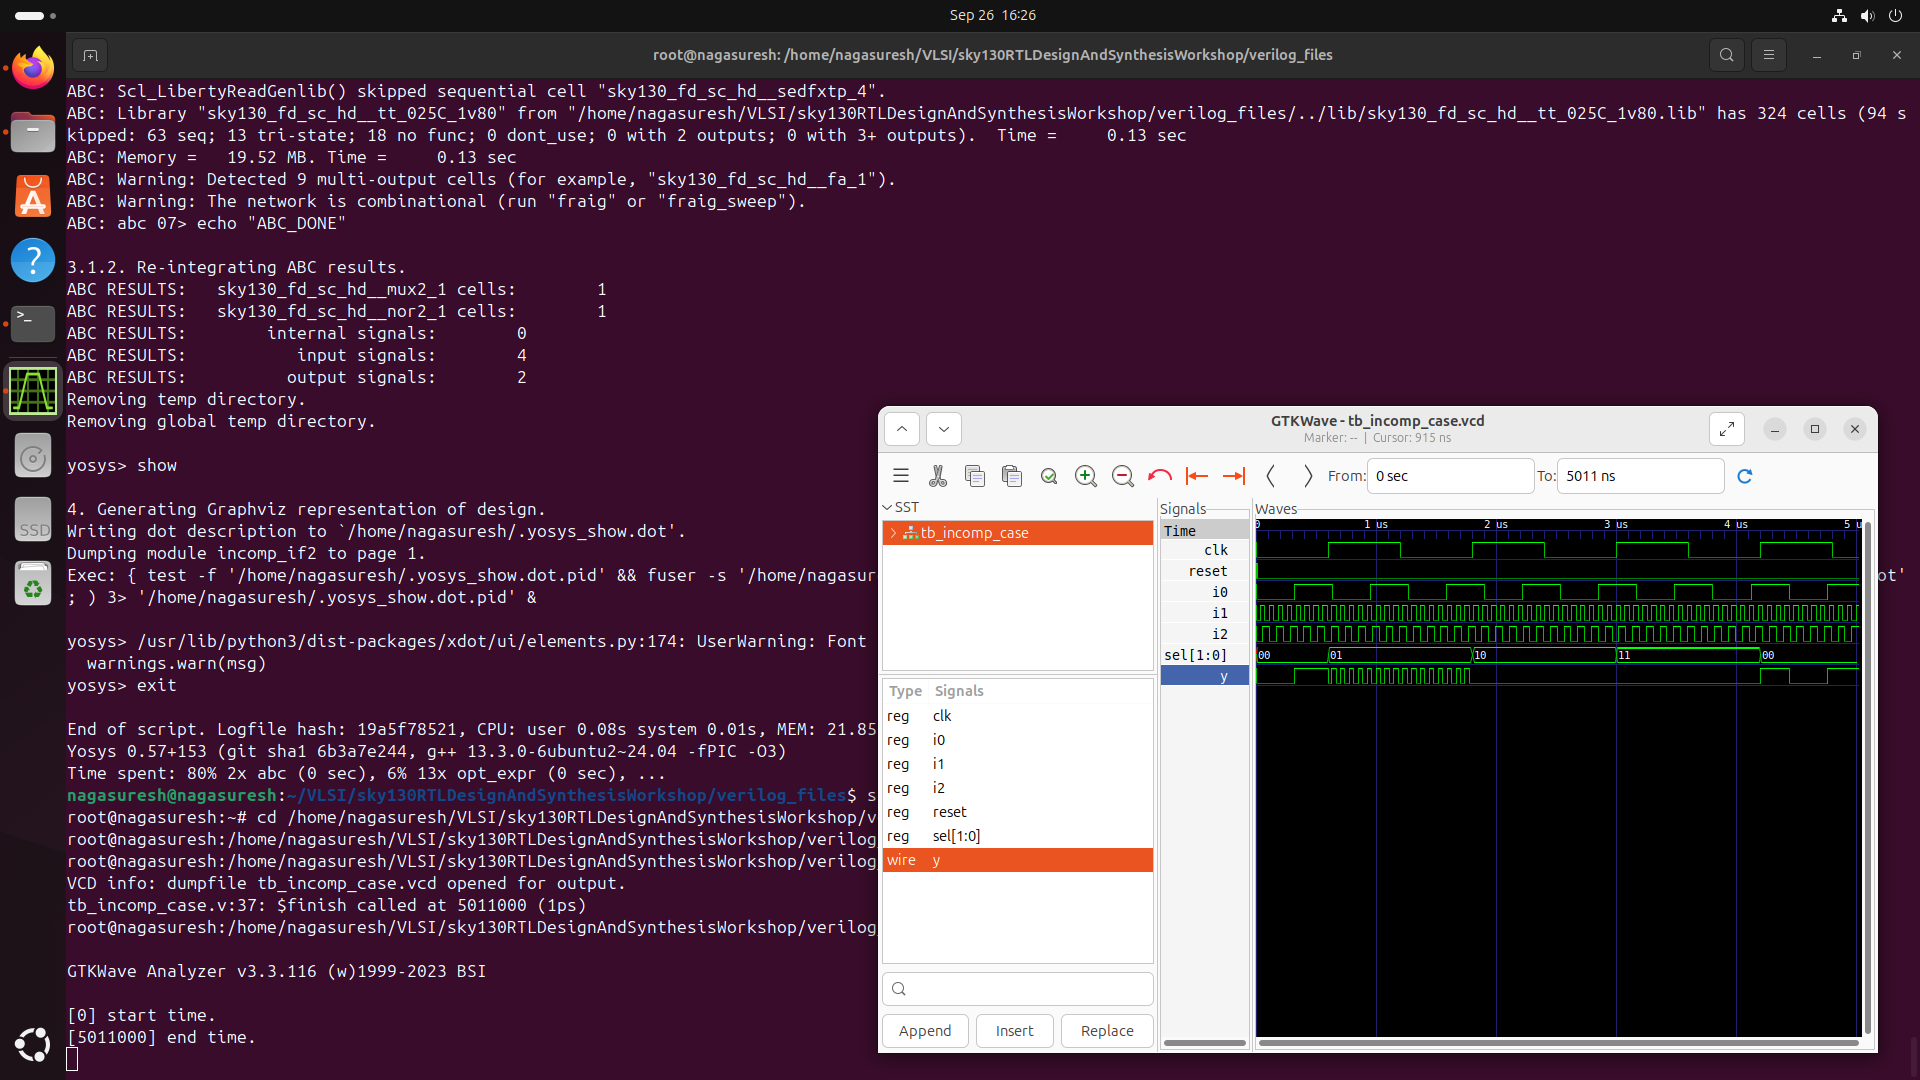 Sep 26 16:26
root@nagasuresh: /home/nagasuresh/VLSI/sky130RTLDesignAndSynthesisWorkshop/verilog_files
ABC: Scl_LibertyReadGenlib() skipped sequential cell "sky130_fd_sc_hd__sedfxtp_4".
ABC: Library "sky130_fd_sc_hd__tt_025C_1v80" from "/home/nagasuresh/VLSI/sky130RTLDesignAndSynthesisWorkshop/verilog_files/../lib/sky130_fd_sc_hd__tt_025C_1v80.lib" has 324 cells (94 s
kipped: 63 seq; 13 tri-state; 18 no func; 0 dont_use; 0 with 2 outputs; 0 with 3+ outputs).  Time =     0.13 sec
ABC: Memory =   19.52 MB. Time =     0.13 sec
ABC: Warning: Detected 9 multi-output cells (for example, "sky130_fd_sc_hd__fa_1").
ABC: Warning: The network is combinational (run "fraig" or "fraig_sweep").
ABC: abc 07> echo "ABC_DONE"
3.1.2. Re-integrating ABC results.
ABC RESULTS:   sky130_fd_sc_hd__mux2_1 cells:        1
ABC RESULTS:   sky130_fd_sc_hd__nor2_1 cells:        1
ABC RESULTS:        internal signals:        0
ABC RESULTS:           input signals:        4
ABC RESULTS:          output signals:        2
Removing temp directory.
Removing global temp directory.
yosys> show
4. Generating Graphviz representation of design.
Writing dot description to `/home/nagasuresh/.yosys_show.dot'.
Dumping module incomp_if2 to page 1.
Exec: { test -f '/home/nagasuresh/.yosys_show.dot.pid' && fuser -s '/home/nagasur
ot'
; ) 3> '/home/nagasuresh/.yosys_show.dot.pid' &
yosys> /usr/lib/python3/dist-packages/xdot/ui/elements.py:174: UserWarning: Font
warnings.warn(msg)
yosys> exit
End of script. Logfile hash: 19a5f78521, CPU: user 0.08s system 0.01s, MEM: 21.85
Yosys 0.57+153 (git sha1 6b3a7e244, g++ 13.3.0-6ubuntu2~24.04 -fPIC -O3)
Time spent: 80% 2x abc (0 sec), 6% 13x opt_expr (0 sec), ...
nagasuresh@nagasuresh:~/VLSI/sky130RTLDesignAndSynthesisWorkshop/verilog_files$ s
root@nagasuresh:~# cd /home/nagasuresh/VLSI/sky130RTLDesignAndSynthesisWorkshop/v
root@nagasuresh:/home/nagasuresh/VLSI/sky130RTLDesignAndSynthesisWorkshop/verilog_
root@nagasuresh:/home/nagasuresh/VLSI/sky130RTLDesignAndSynthesisWorkshop/verilog_
VCD info: dumpfile tb_incomp_case.vcd opened for output.
tb_incomp_case.v:37: $finish called at 5011000 (1ps)
root@nagasuresh:/home/nagasuresh/VLSI/sky130RTLDesignAndSynthesisWorkshop/verilog_
GTKWave Analyzer v3.3.116 (w)1999-2023 BSI
[0] start time.
[5011000] end time.
SSD
GTKWave - tb_incomp_case.vcd
Marker: -- | Cursor: 915 ns
From: 0 sec
To: 5011 ns
SST
tb_incomp_case
Type Signals
reg clk
reg i0
reg i1
reg i2
reg reset
reg sel[1:0]
wire y
Append Insert Replace
Signals
Time
clk
reset
i0
i1
i2
sel[1:0]
y
Waves
0 1 us 2 us 3 us 4 us 5 u
00 01 10 11 00